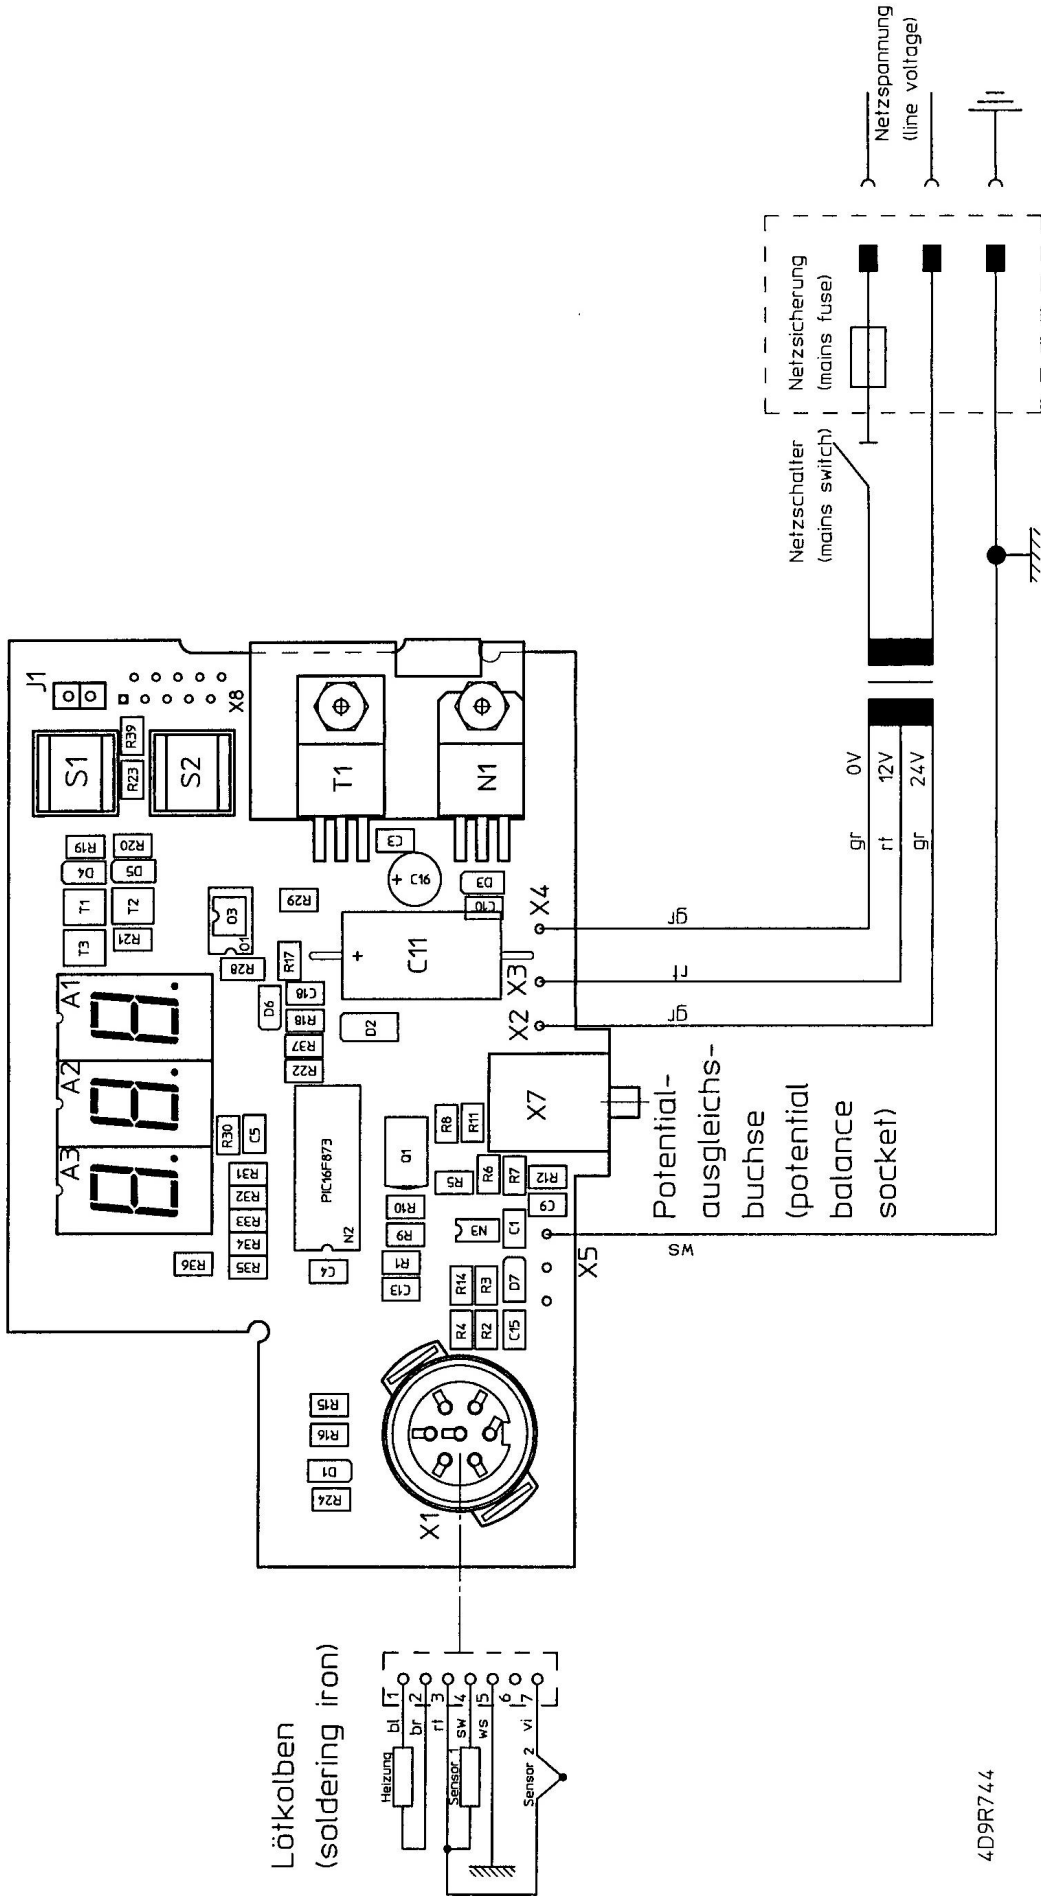 Lötkolben
(soldering iron)
Heizung
Sensor 1
Sensor 2
bl 1
br 2
rt 3
sw 4
ws 5
6
vi 7
X1
R24
D1
R16
R15
R4
R2
C15
R14
R3
D7
C13
R1
R9
R10
N3
C1
C9
R12
R5
R6
R7
R8
R11
Q1
C4
N2
PIC16F873
R36
R35
R34
R33
R32
R31
R30
C5
A3
A2
A1
R22
R37
R18
C18
D6
R17
D2
R28
O1
O3
R29
C11
+
C16
+
C3
D3
C10
T3
T1
T2
R21
D4
D5
R19
R20
S1
S2
R23
R39
J1
X8
T1
N1
X7
X5
X2
X3
X4
Potential-
ausgleichs-
buchse
(potential
balance
socket)
ws
gr
rt
gr
gr 0V
rt 12V
gr 24V
Netzschalter
(mains switch)
Netzsicherung
(mains fuse)
Netzspannung
(line voltage)
4D9R744